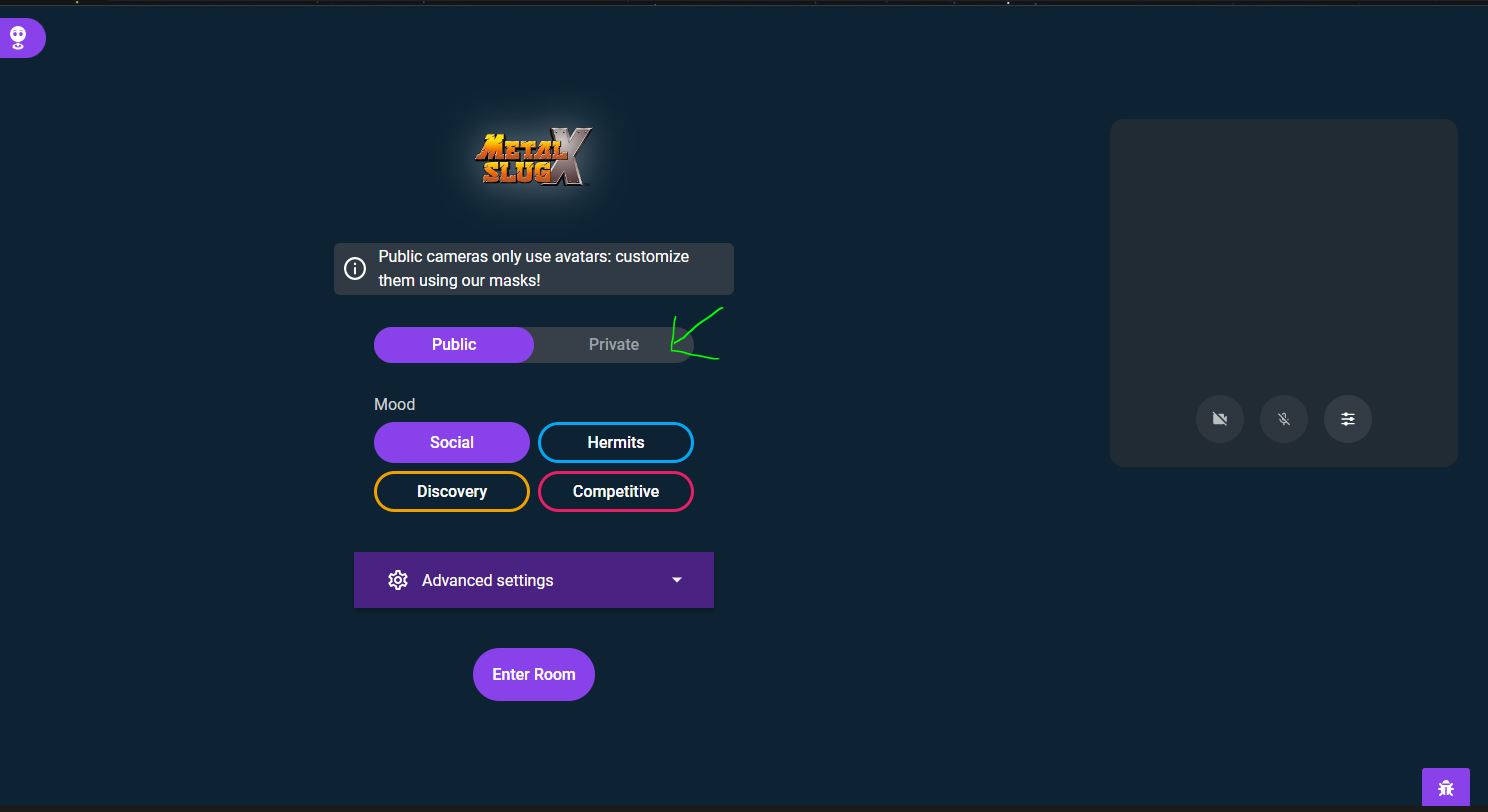 METAL
SLUG X
Public cameras only use avatars: customize
them using our masks!
Public Private
Mood
Social Hermits
Discovery Competitive
Advanced settings
Enter Room